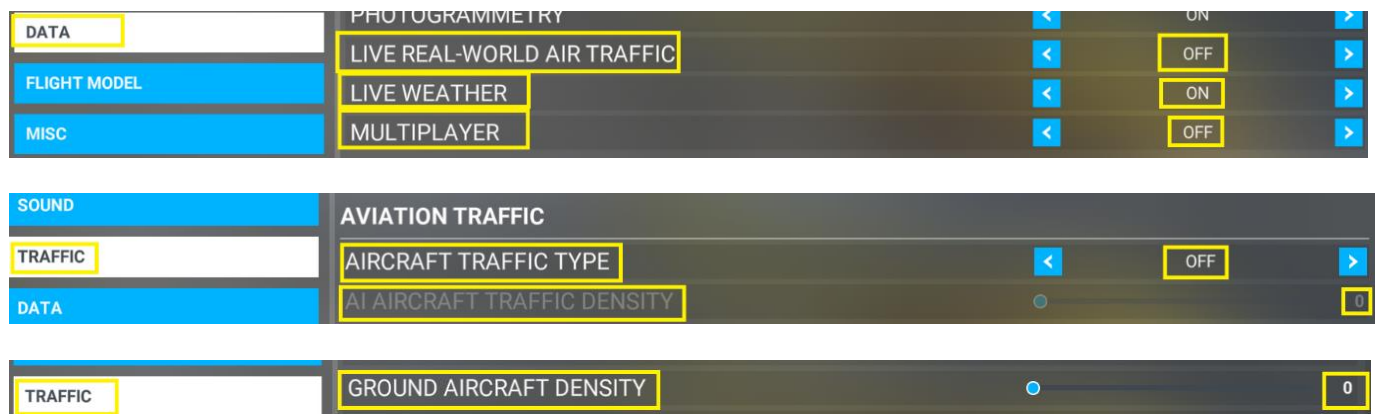 DATA
FLIGHT MODEL
MISC
PHOTOGRAMMETRY ON
LIVE REAL-WORLD AIR TRAFFIC OFF
LIVE WEATHER ON
MULTIPLAYER OFF
SOUND
TRAFFIC
DATA
AVIATION TRAFFIC
AIRCRAFT TRAFFIC TYPE OFF
AI AIRCRAFT TRAFFIC DENSITY 0
TRAFFIC
GROUND AIRCRAFT DENSITY 0